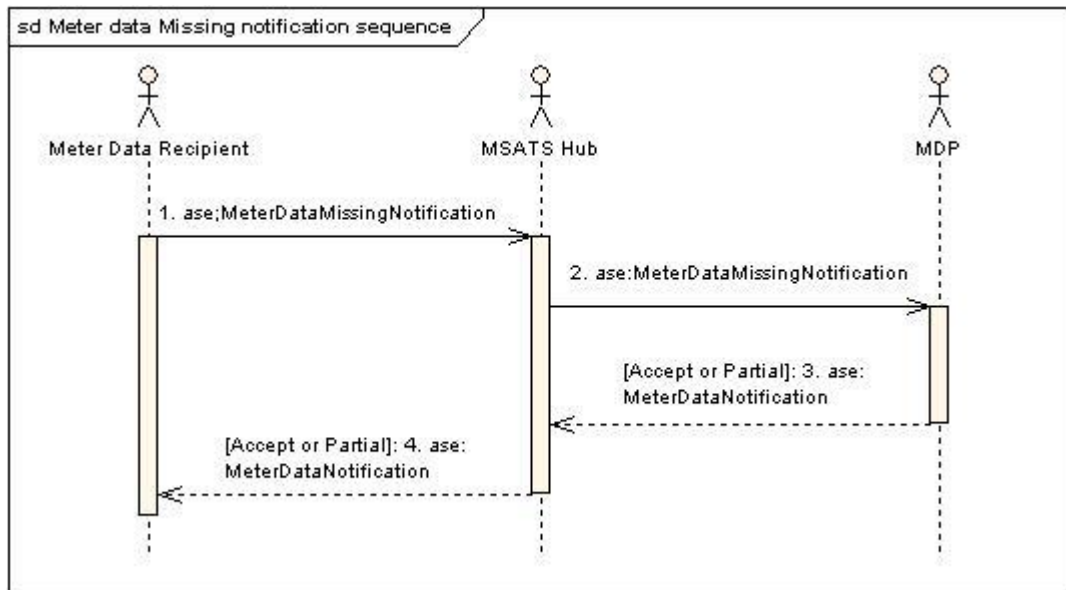 sd Meter data Missing notification sequence
Meter Data Recipient
MSATS Hub
MDP
1. ase;MeterDataMissingNotification
2. ase:MeterDataMissingNotification
[Accept or Partial]: 3. ase:
MeterDataNotification
[Accept or Partial]: 4. ase:
MeterDataNotification